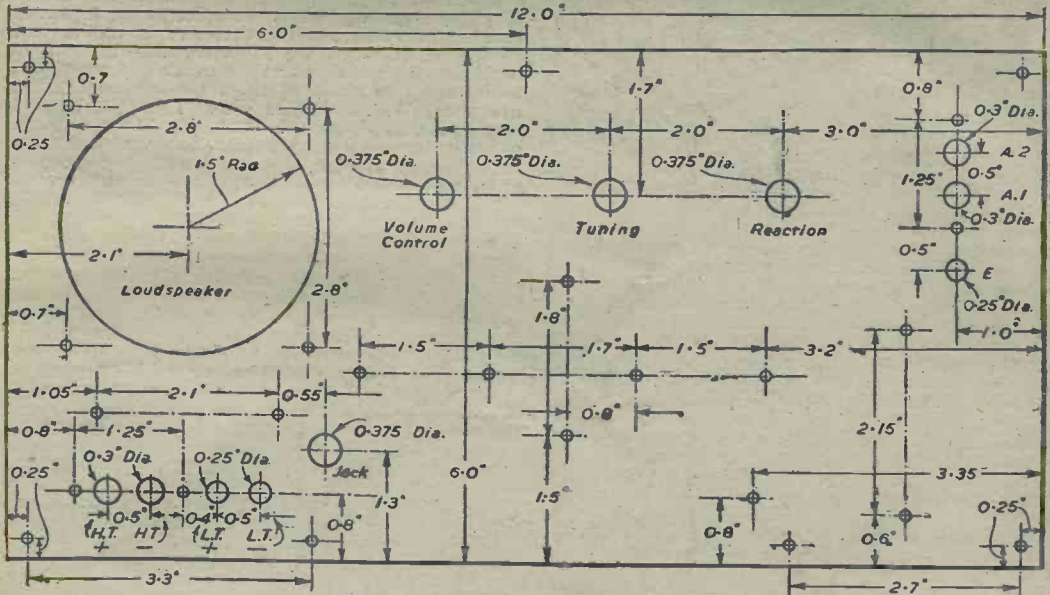 12.0"
6.0"
0.7
0.25
2.8"
1.5" Rad.
2.1"
Loudspeaker
2.8"
0.7"
1.7"
2.0"
2.0"
3.0"
0.375" Dia.
0.375" Dia.
0.375" Dia.
Volume
Control
Tuning
Reaction
0.8"
0.3" Dia.
A.2
0.5"
1.25"
A.1
0.3" Dia.
0.5"
E
0.25" Dia.
1.0"
1.8"
1.5"
1.7"
1.5"
3.2"
1.05"
2.1"
0.55"
0.8"
0.8"
1.25"
0.375 Dia.
Jack
2.15"
0.25"
0.3" Dia.
0.25" Dia.
6.0"
1.5"
3.35
1.3"
0.8"
0.8"
0.5"
0.4"
0.5"
(H.T. HT) (L.T. L.T.)
+ − + −
0.6"
0.25
3.3"
2.7"